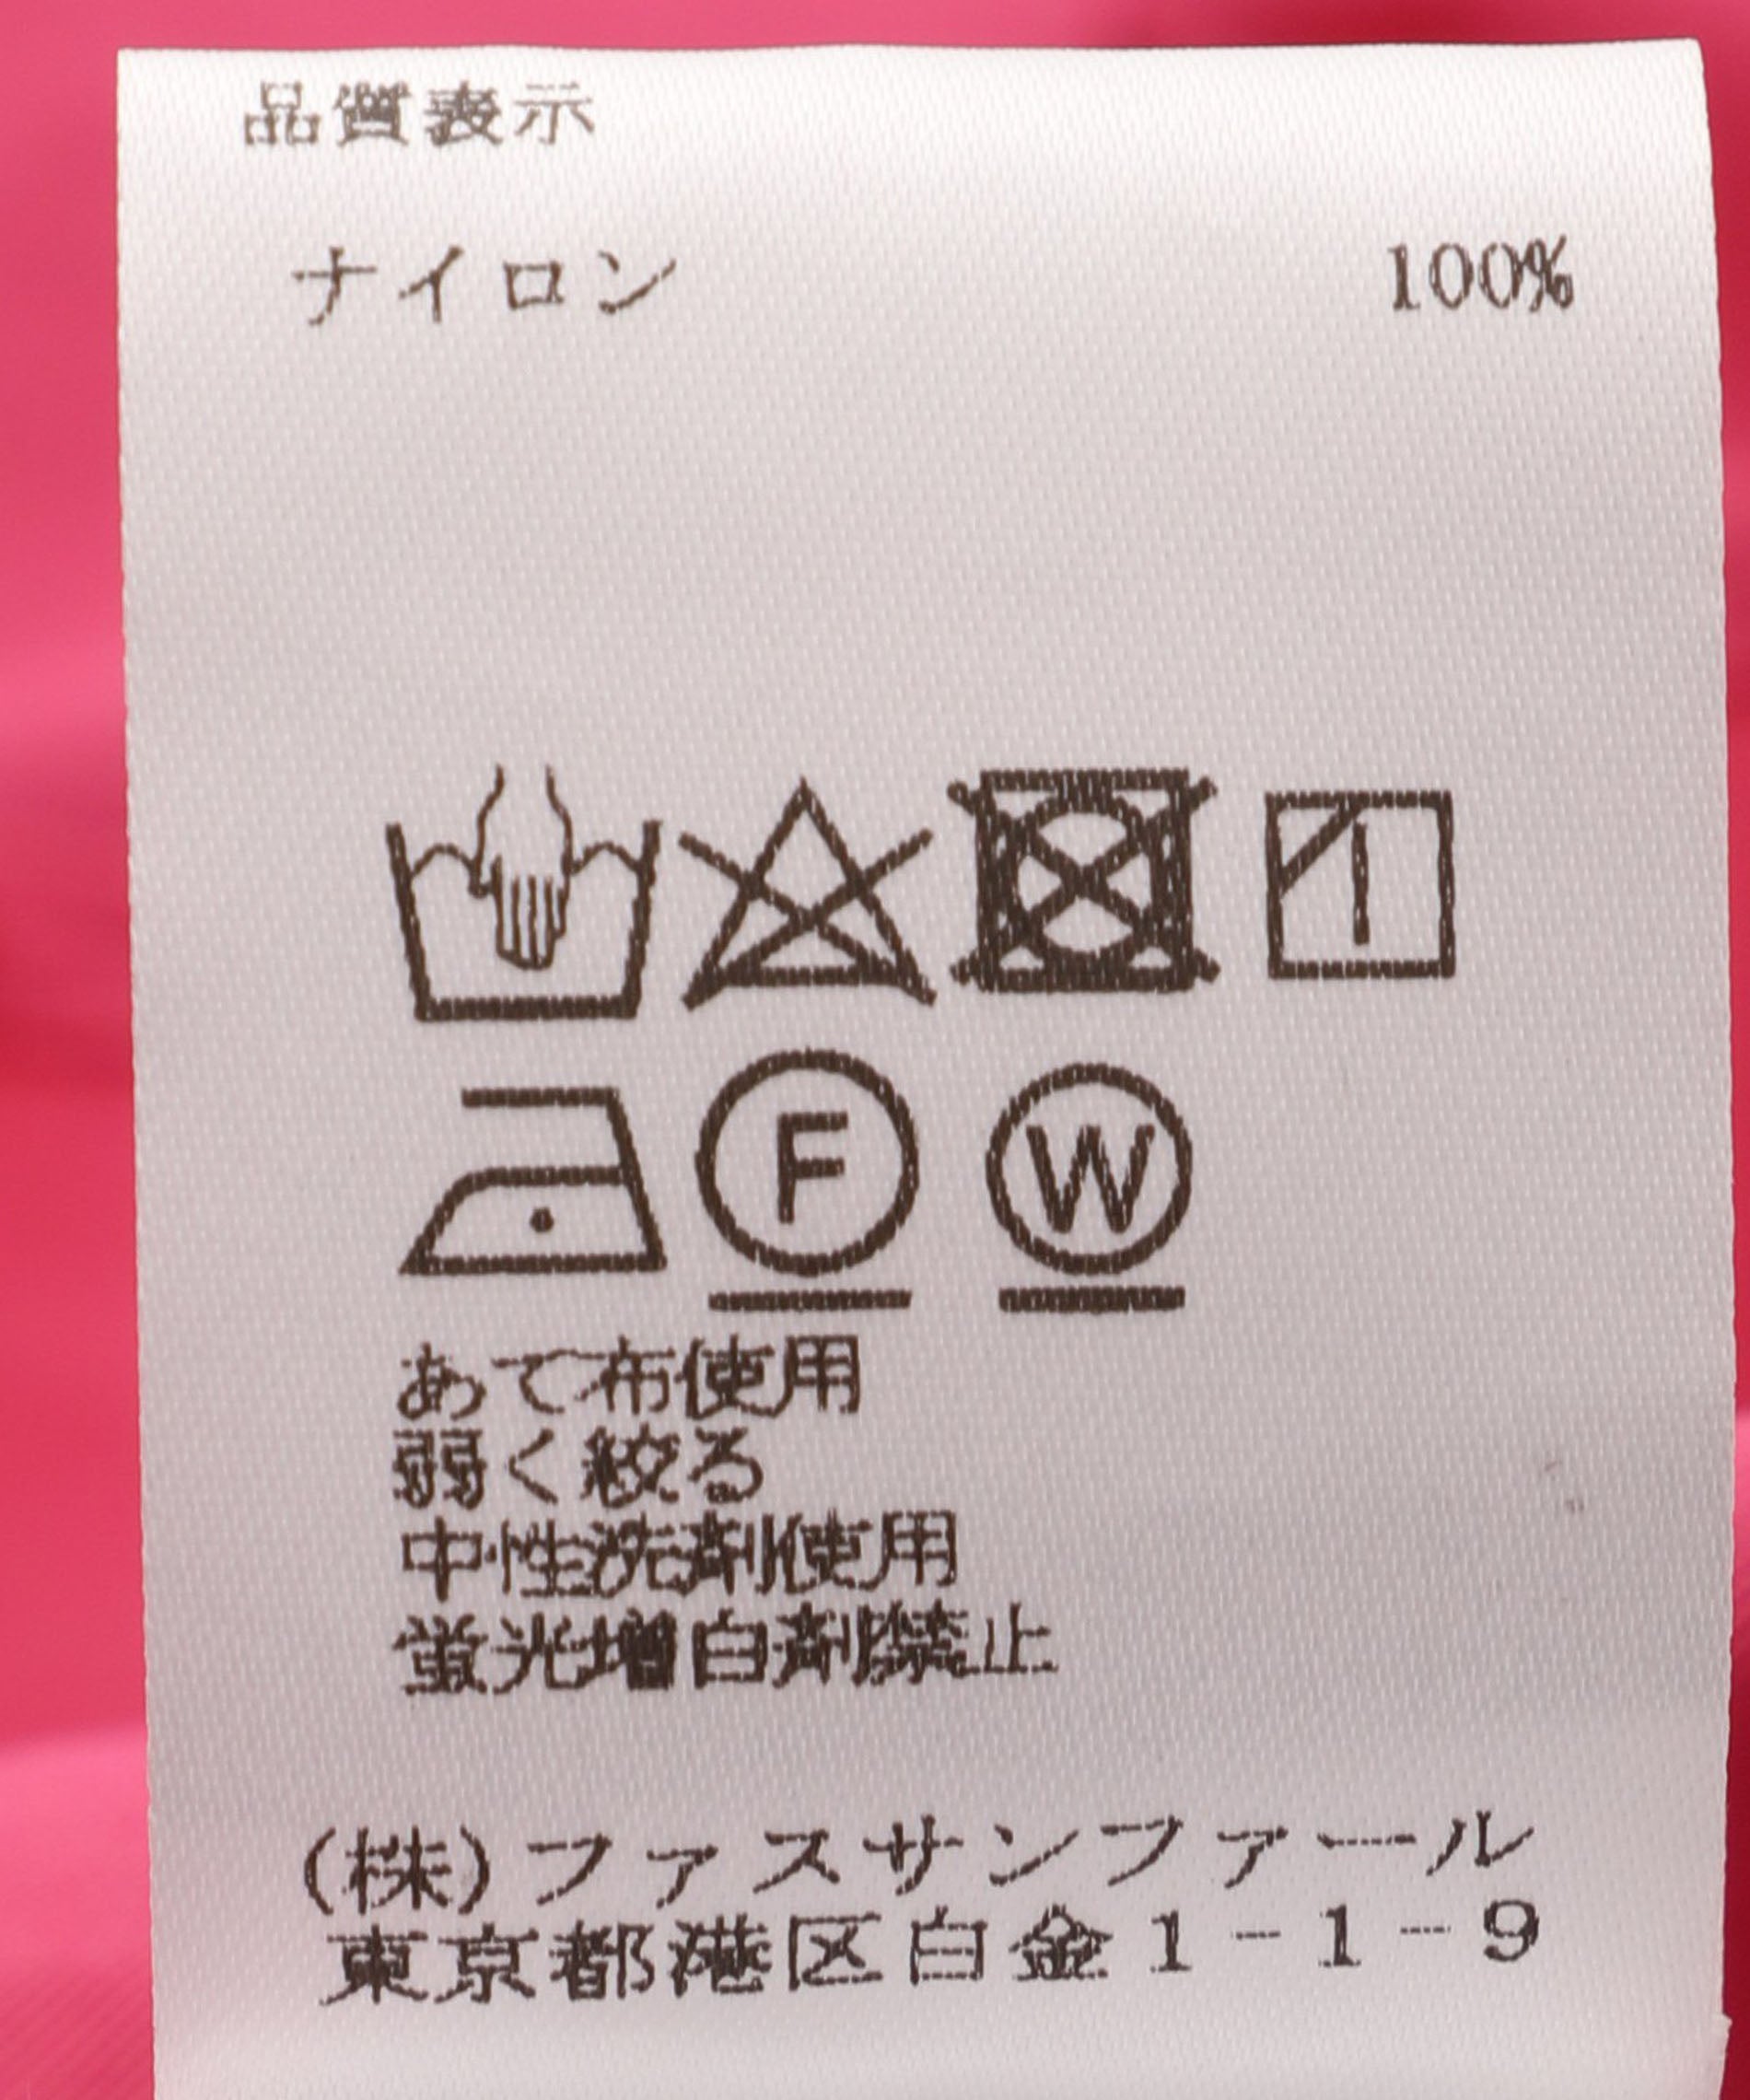 品質表示
ナイロン 100%
F W
あて布使用
弱く絞る
中性洗剤使用
蛍光増白剤禁止
(株)ファスサンファール
東京都港区白金1-1-9